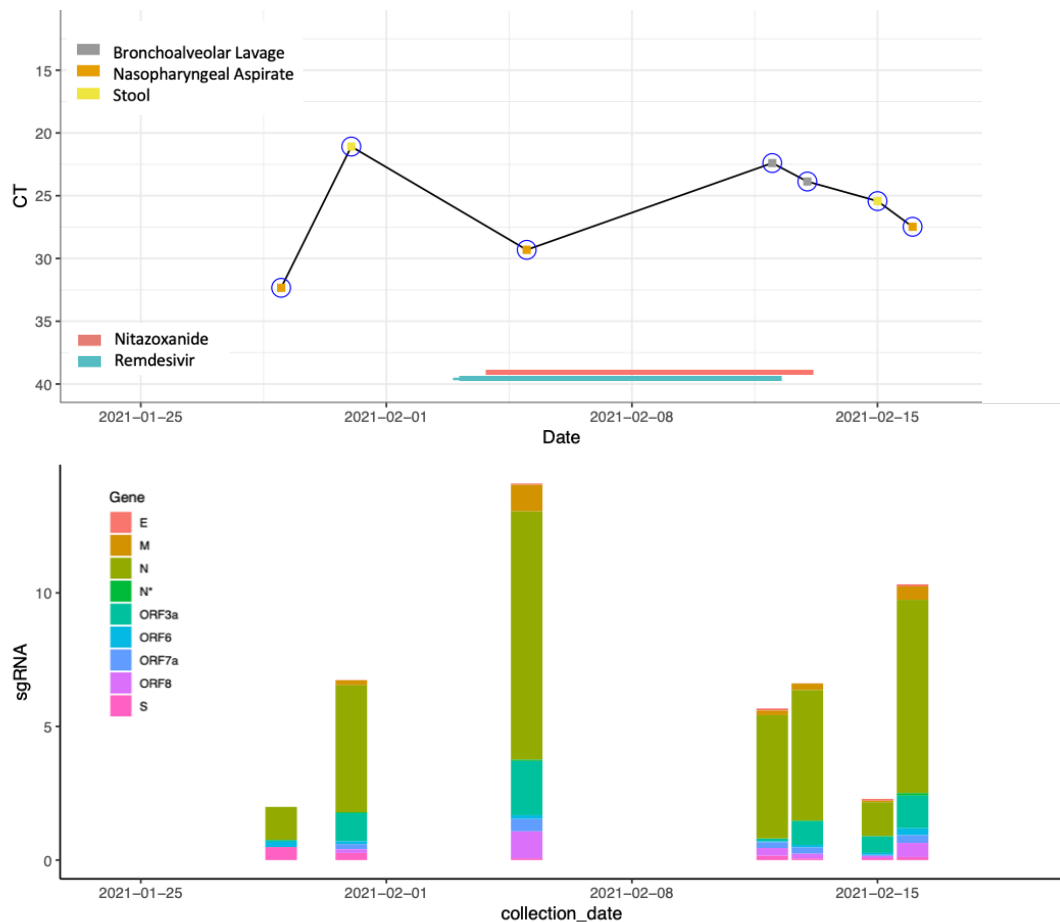 Bronchoalveolar Lavage
Nasopharyngeal Aspirate
Stool
15
20
25
30
35
40
CT
Nitazoxanide
Remdesivir
2021−01−25
2021−02−01
2021−02−08
2021−02−15
Date
Gene
E
M
N
N*
ORF3a
ORF6
ORF7a
ORF8
S
10
5
0
sgRNA
2021−01−25
2021−02−01
2021−02−08
2021−02−15
collection_date